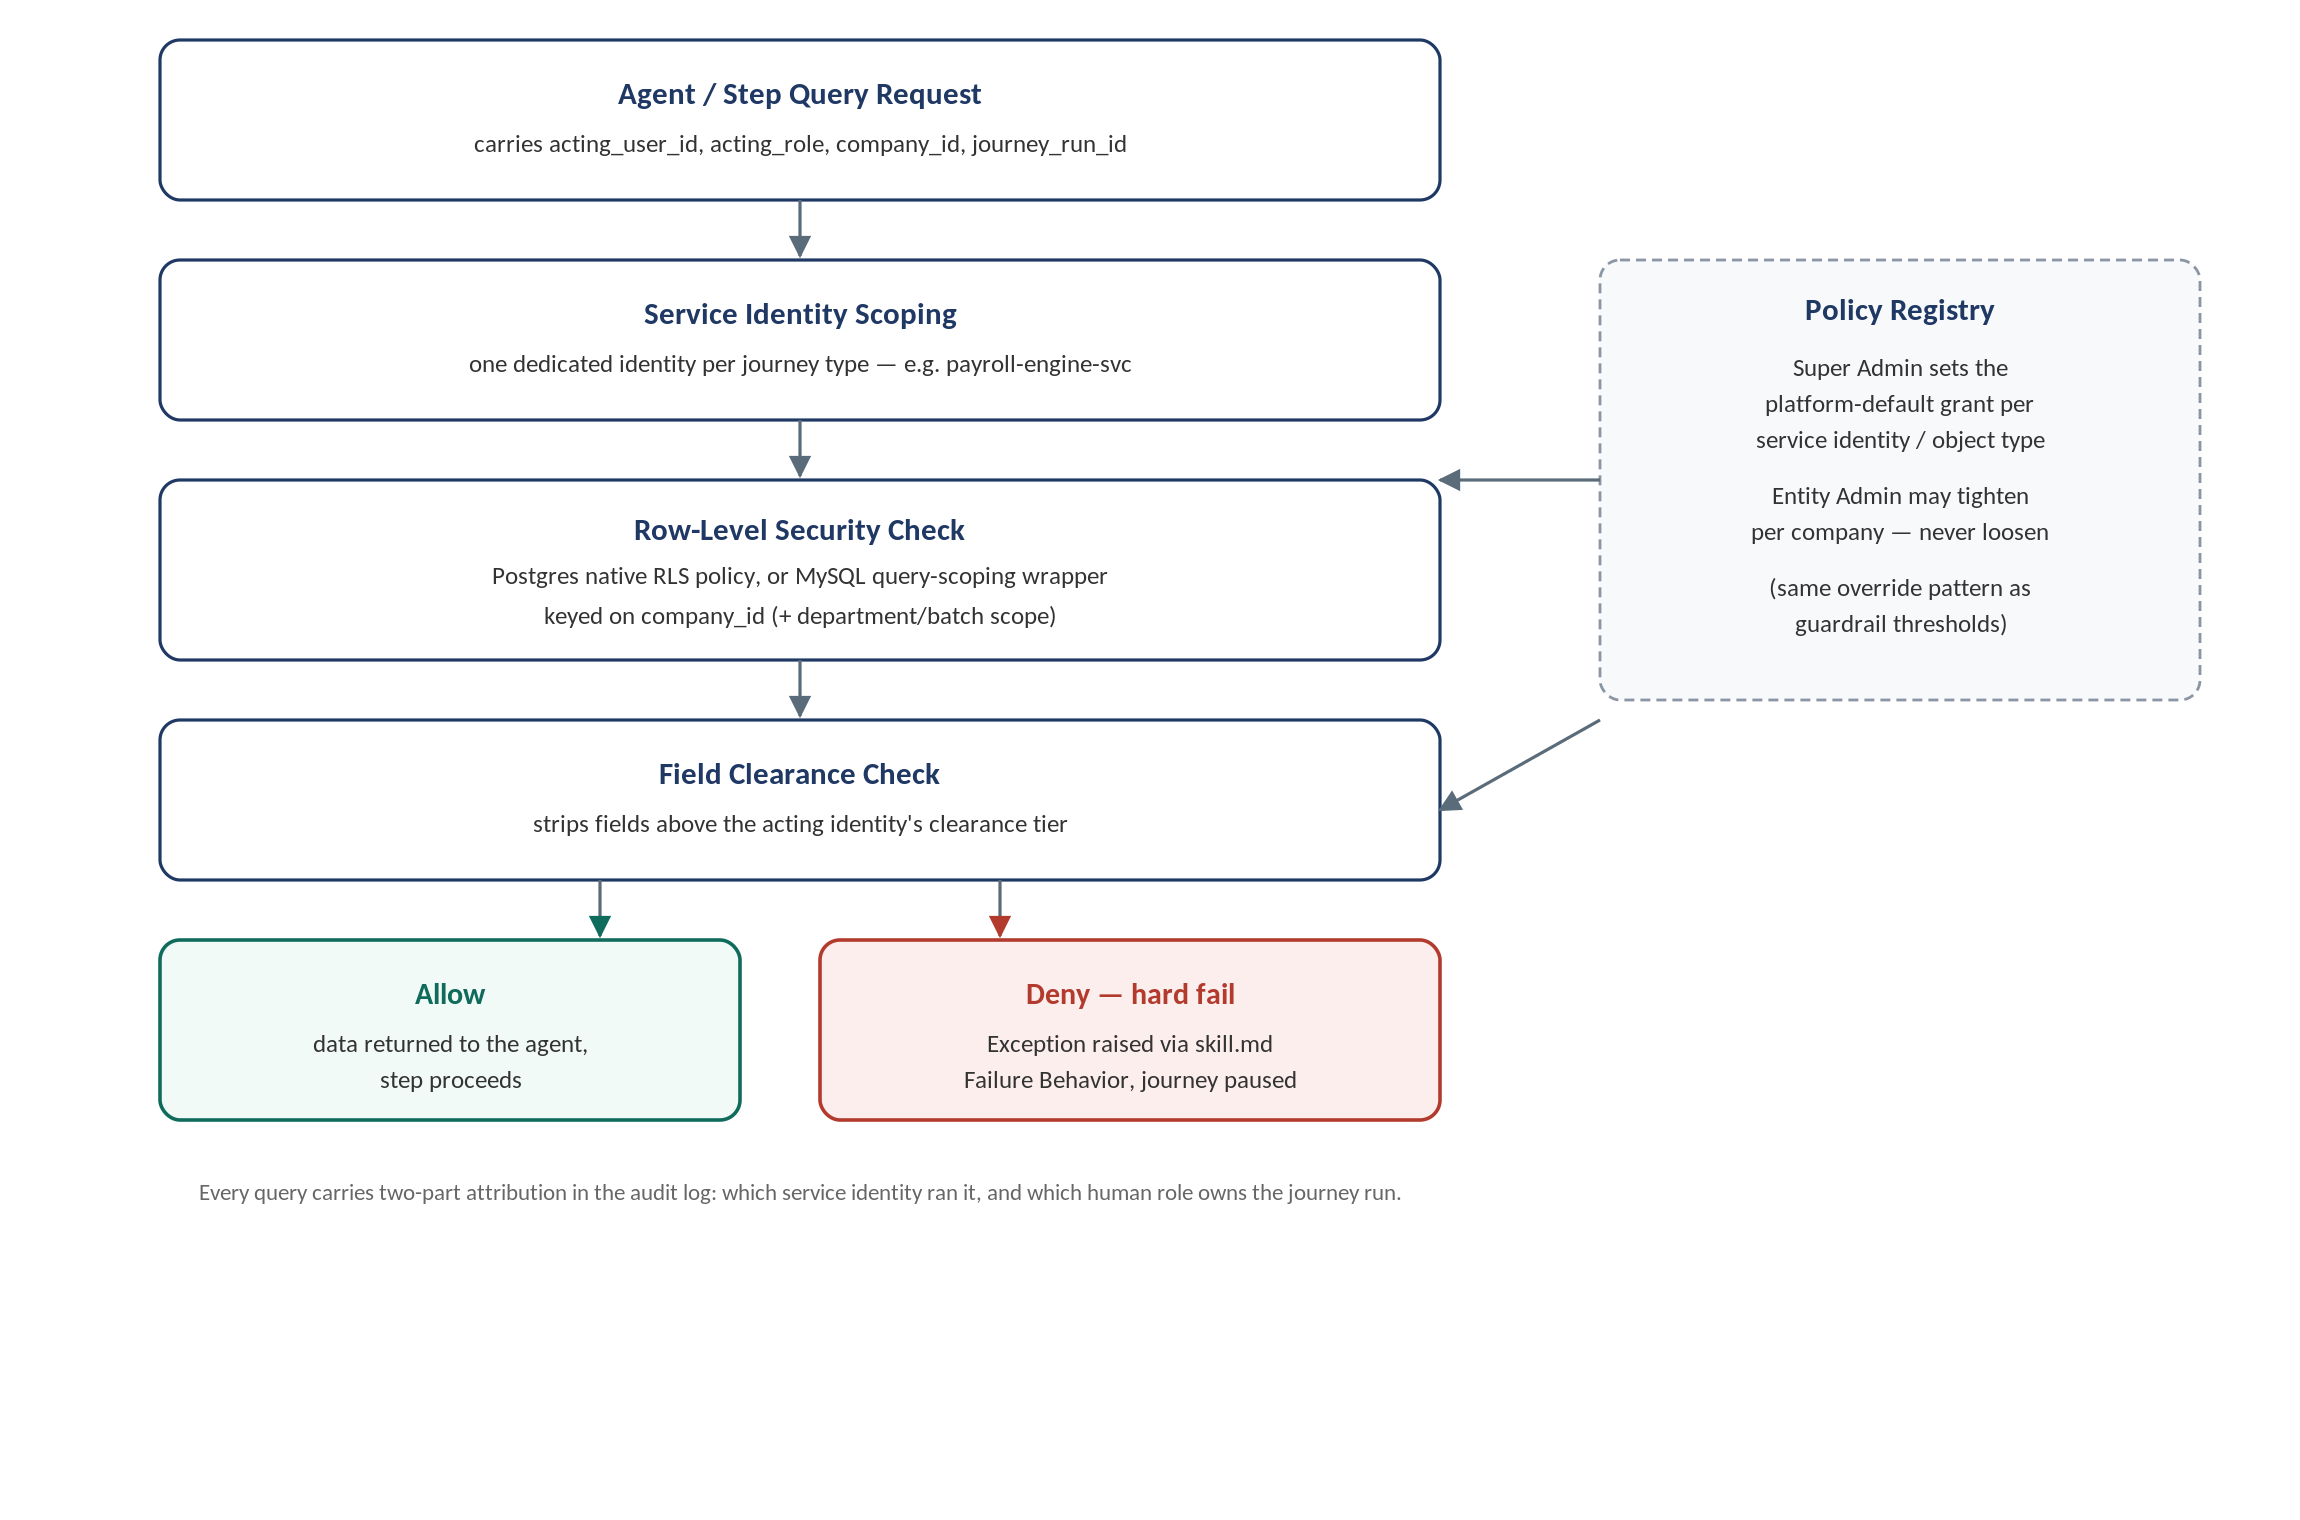 Agent / Step Query Request
carries acting_user_id, acting_role, company_id, journey_run_id
Service Identity Scoping
one dedicated identity per journey type — e.g. payroll-engine-svc
Row-Level Security Check
Postgres native RLS policy, or MySQL query-scoping wrapper
keyed on company_id (+ department/batch scope)
Policy Registry
Super Admin sets the
platform-default grant per
service identity / object type
Entity Admin may tighten
per company — never loosen
(same override pattern as
guardrail thresholds)
Field Clearance Check
strips fields above the acting identity's clearance tier
Allow
data returned to the agent,
step proceeds
Deny — hard fail
Exception raised via skill.md
Failure Behavior, journey paused
Every query carries two-part attribution in the audit log: which service identity ran it, and which human role owns the journey run.